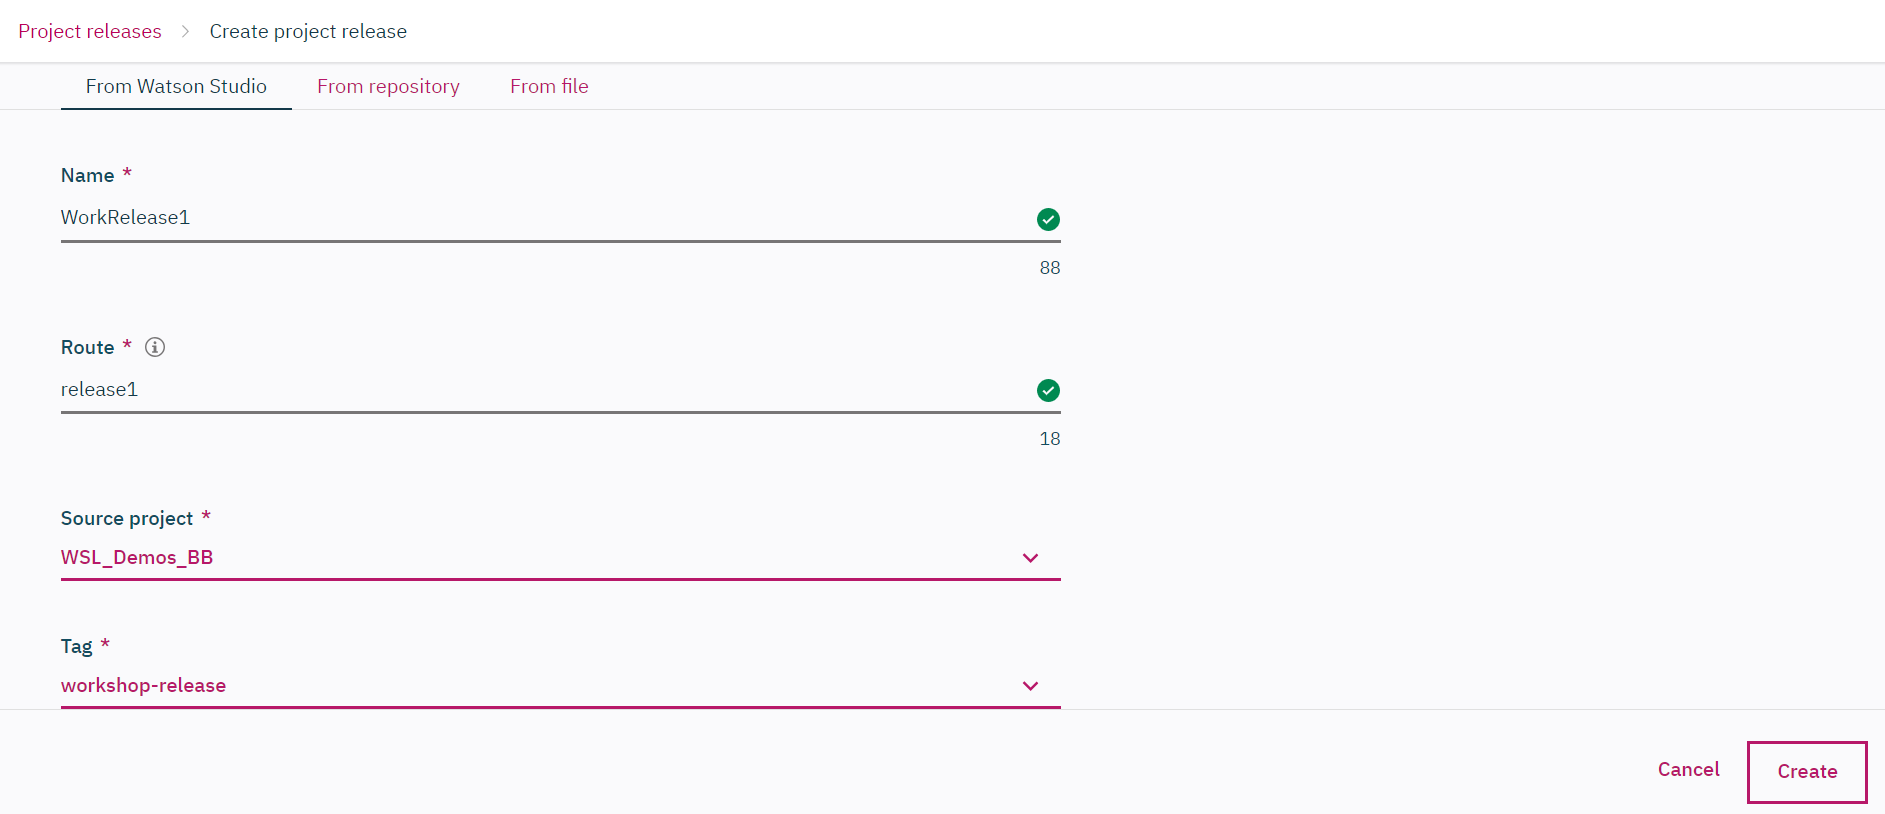 Project releases > Create project release
From Watson Studio From repository From file
Name *
WorkRelease1
88
Route *
release1
18
Source project *
WSL_Demos_BB
Tag *
workshop-release
Cancel Create